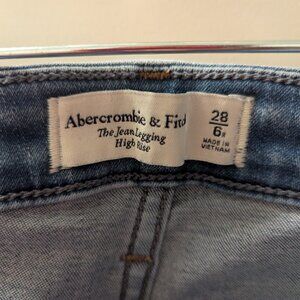 Abercrombie & Fitch
The Jean Legging
High Rise
28
6R
MADE IN
VIETNAM